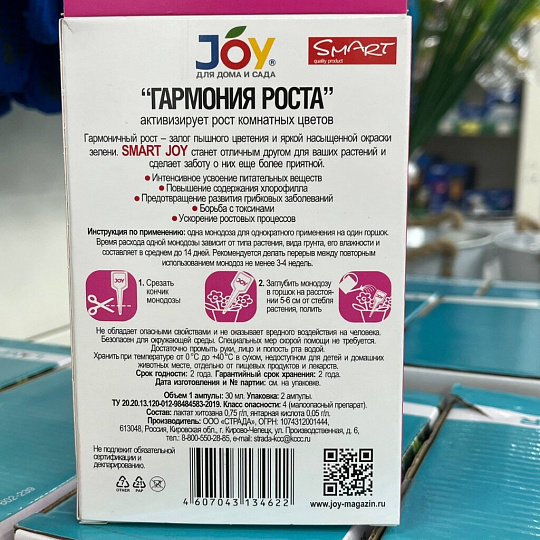 JOY®
ДЛЯ ДОМА И САДА
SMART
quality product
"ГАРМОНИЯ РОСТА"
активизирует рост комнатных цветов
Гармоничный рост – залог пышного цветения и яркой насыщенной окраски
зелени. SMART JOY станет отличным другом для ваших растений и
сделает заботу о них еще более приятной.
• Интенсивное усвоение питательных веществ
• Повышение содержания хлорофилла
• Предотвращение развития грибковых заболеваний
• Борьба с токсинами
• Ускорение ростовых процессов
Инструкция по применению: одна монодоза для однократного применения на один горшок.
Время расхода одной монодозы зависит от типа растения, вида грунта, его влажности и
составляет в среднем до 14 дней. Рекомендуется делать перерыв между повторным
использованием монодоз не менее 3-4 недель.
JOY
1. Срезать
кончик
монодозы
JOY
2. Заглубить монодозу
в горшок на расстоя-
нии 5-6 см от стебля
растения, полить
Не обладает опасными свойствами и не оказывает вредного воздействия на человека.
Безопасен для окружающей среды. Специальных мер скорой помощи не требуется.
Достаточно промыть руки, лицо и полость рта водой.
Хранить при температуре от 0°С до +40°С в сухом, недоступном для детей и домашних
животных месте, отдельно от пищевых продуктов и лекарств.
Срок годности: 2 года. Гарантийный срок хранения: 2 года.
Дата изготовления и № партии: см. на упаковке.
Объем 1 ампулы: 30 мл. Упаковка: 2 ампулы.
ТУ 20.20.13-120-012-98484583-2019. Класс опасности: 4 (малоопасный препарат).
Состав: лактат хитозана 0,75 г/л, янтарная кислота 0,05 г/л.
Производитель: ООО «СТРАДА», ОГРН: 1074312001444,
613048, Россия, Кировская обл., г. Кирово-Чепецк, ул. Производственная, д. 6,
тел.: 8-800-550-28-85, e-mail: strada-kcc@kccc.ru
Не подлежит обязательной
сертификации и
декларированию.
OTHER
PAP
4 607043 134622
www.joy-magazin.ru